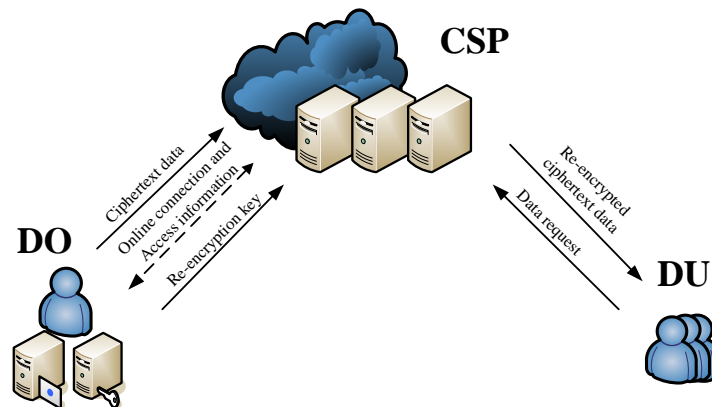 CSP
Ciphertext data
Online connection and
Access information
Re-encryption key
Re-encrypted
ciphertext data
Data request
DO
DU